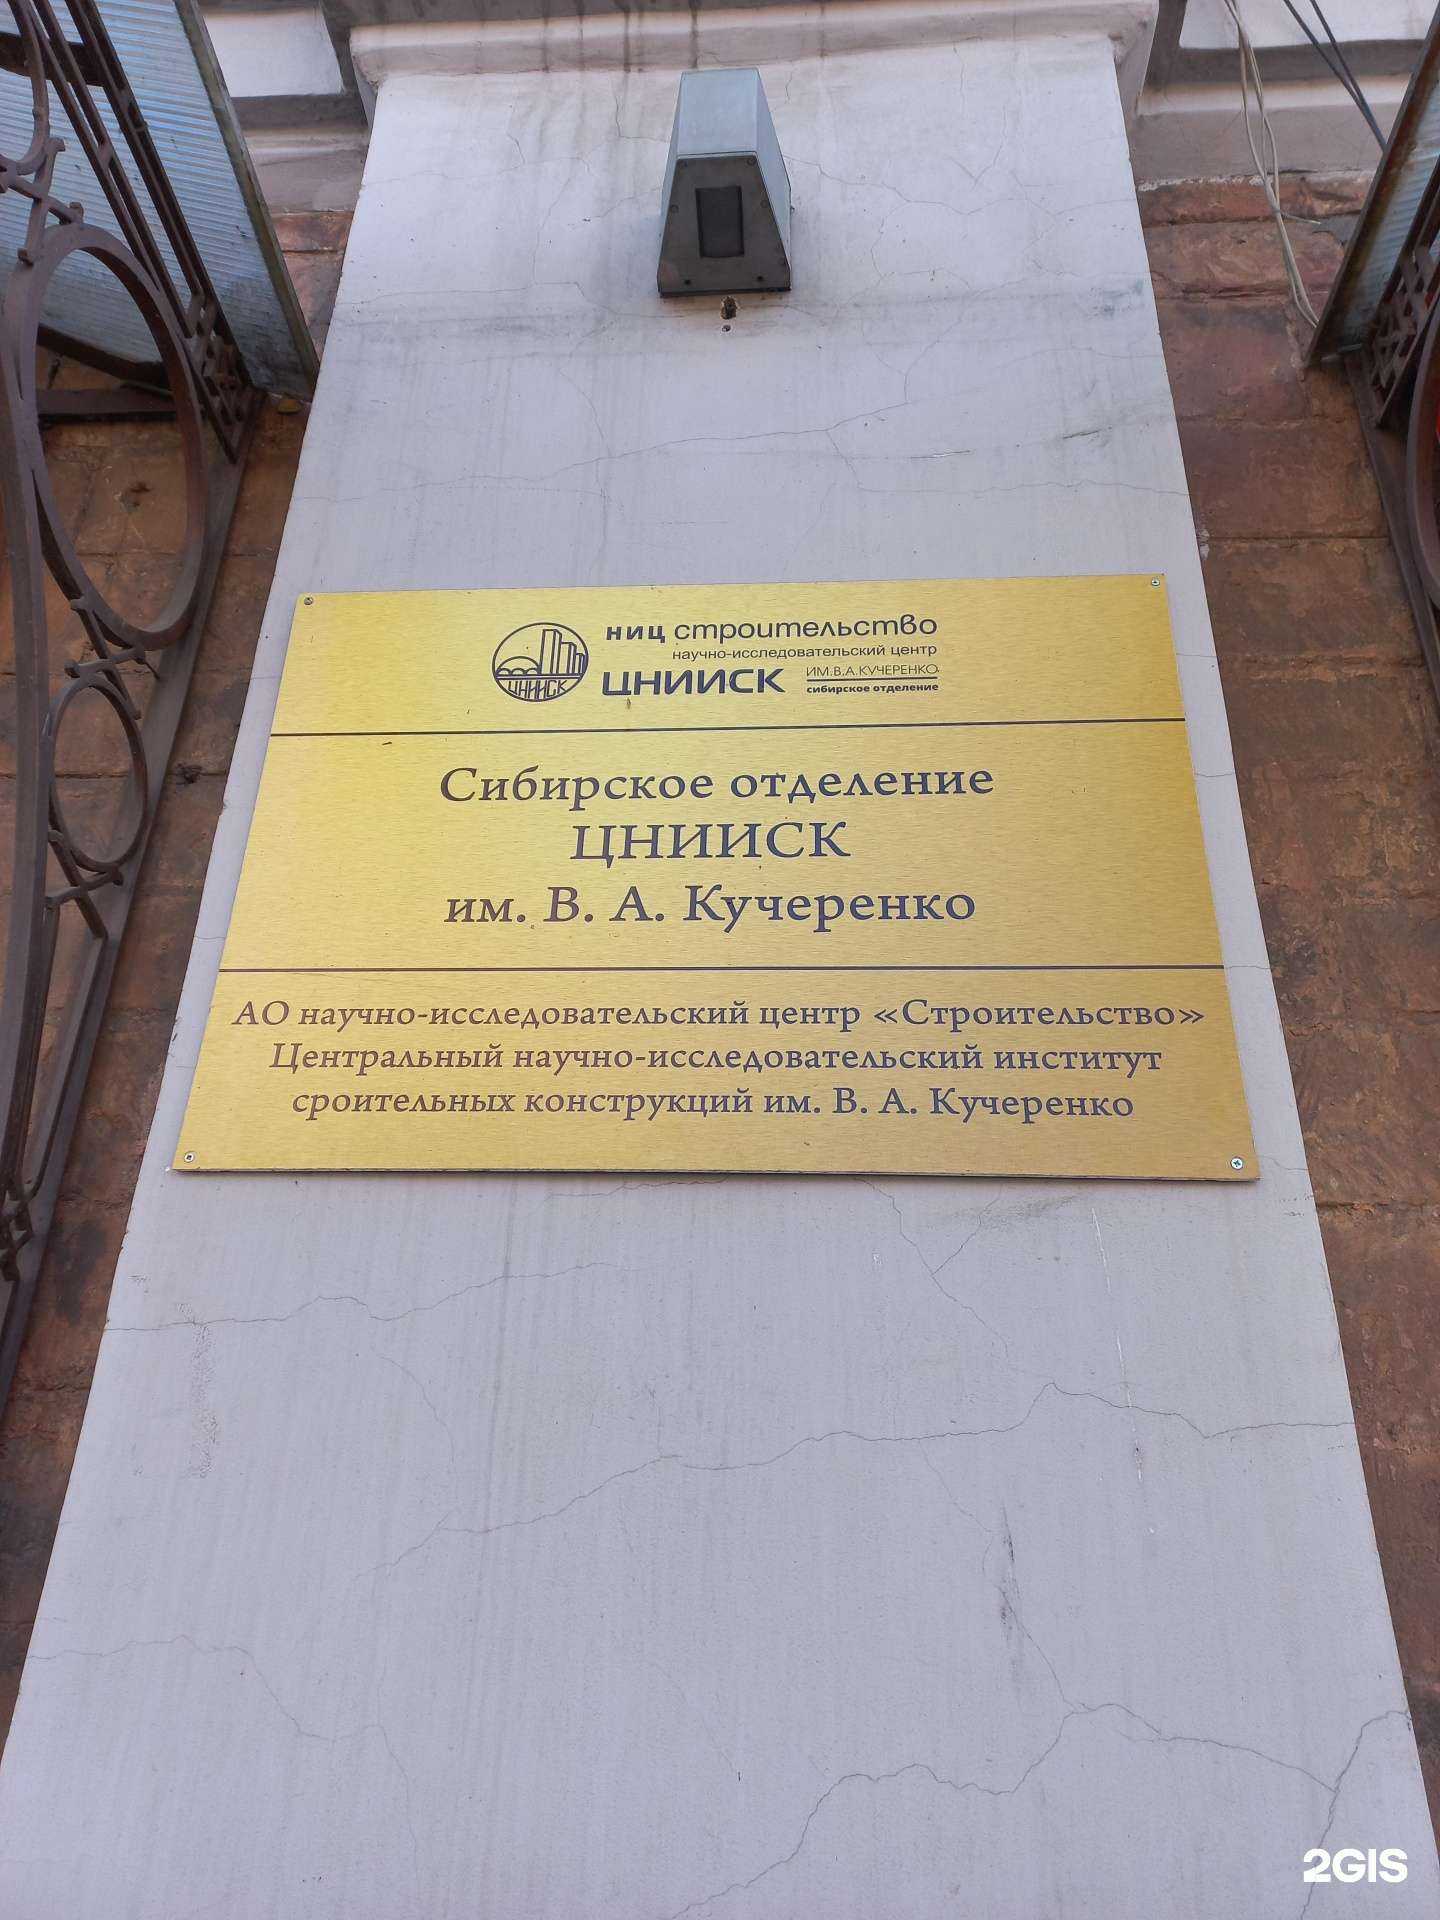 НИЦ строительство
научно-исследовательский центр
ЦНИИСК ИМ.В.А.КУЧЕРЕНКО
сибирское отделение
ЦНИИСК
Сибирское отделение
ЦНИИСК
им. В. А. Кучеренко
АО научно-исследовательский центр «Строительство»
Центральный научно-исследовательский институт
сроительных конструкций им. В. А. Кучеренко
2GIS